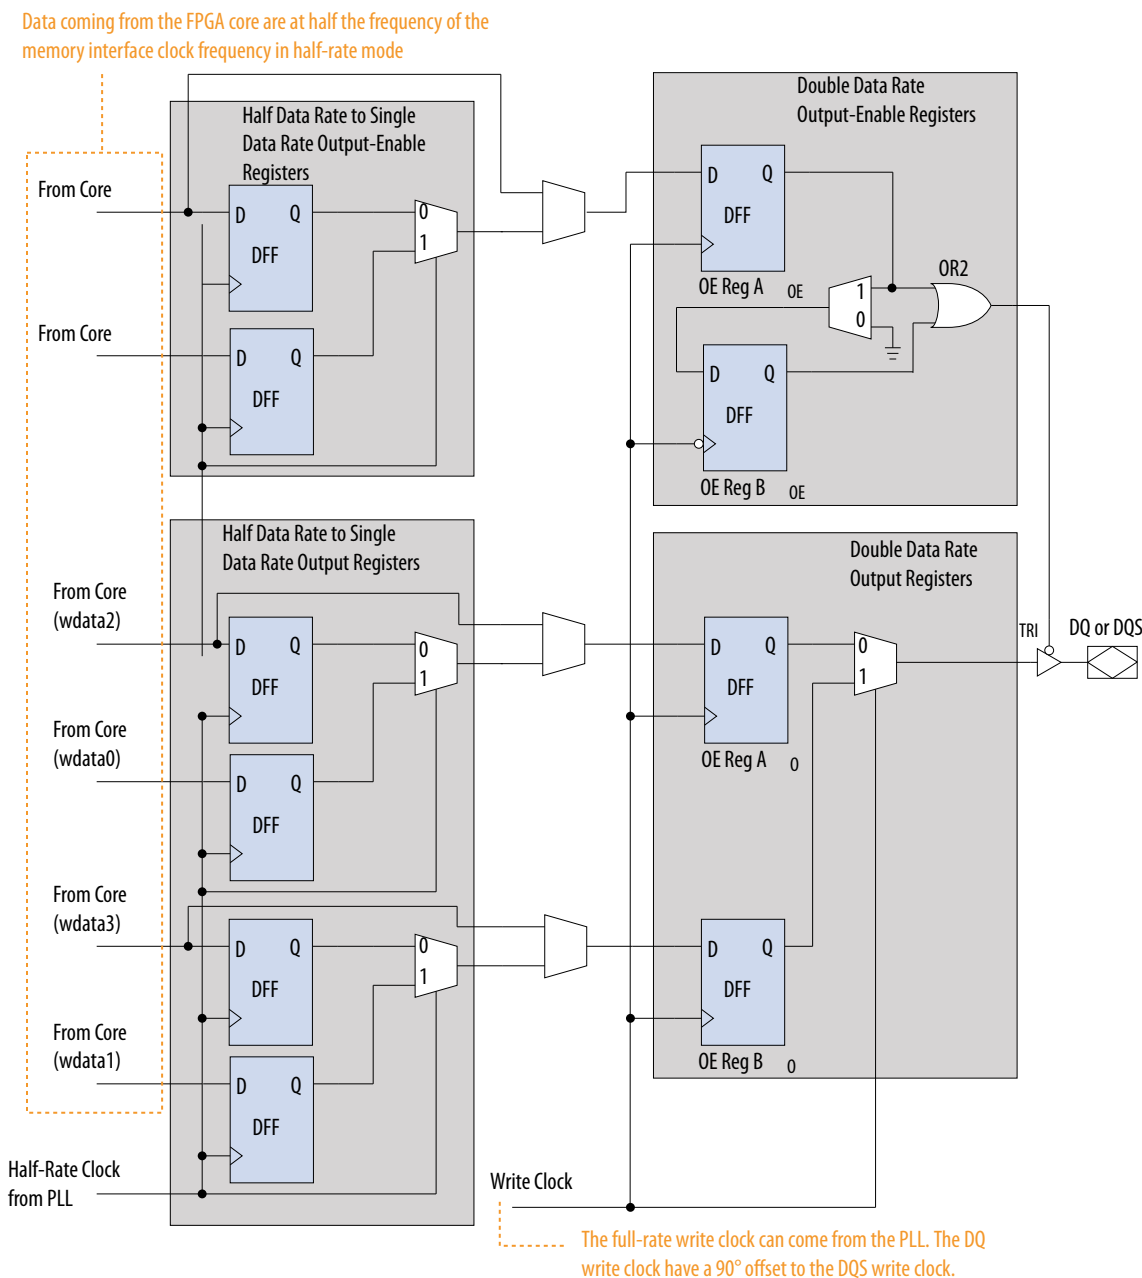 Data coming from the FPGA core are at half the frequency of the
memory interface clock frequency in half-rate mode
Half Data Rate to Single
Data Rate Output-Enable
Registers
Double Data Rate
Output-Enable Registers
From Core
D Q
DFF
0
1
From Core
D Q
DFF
D Q
DFF
OE Reg A OE
1
0
OR2
D Q
DFF
OE Reg B OE
Half Data Rate to Single
Data Rate Output Registers
Double Data Rate
Output Registers
From Core
(wdata2)
D Q
DFF
0
1
From Core
(wdata0)
D Q
DFF
D Q
DFF
OE Reg A O
0
1
TRI
DQ or DQS
From Core
(wdata3)
D Q
DFF
0
1
From Core
(wdata1)
D Q
DFF
D Q
DFF
OE Reg B O
Half-Rate Clock
from PLL
Write Clock
The full-rate write clock can come from the PLL. The DQ
write clock have a 90° offset to the DQS write clock.